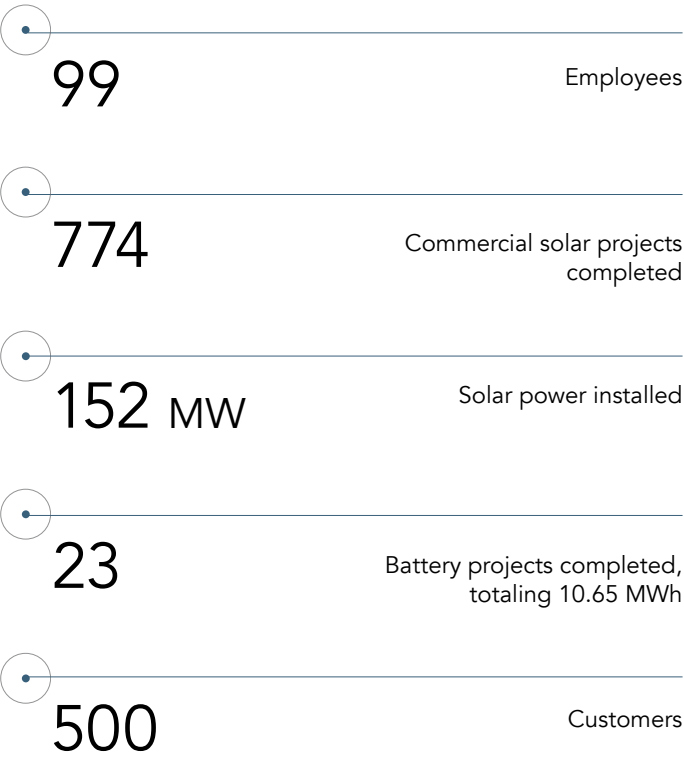 99
Employees
774
Commercial solar projects
completed
152 MW
Solar power installed
23
Battery projects completed,
totaling 10.65 MWh
500
Customers